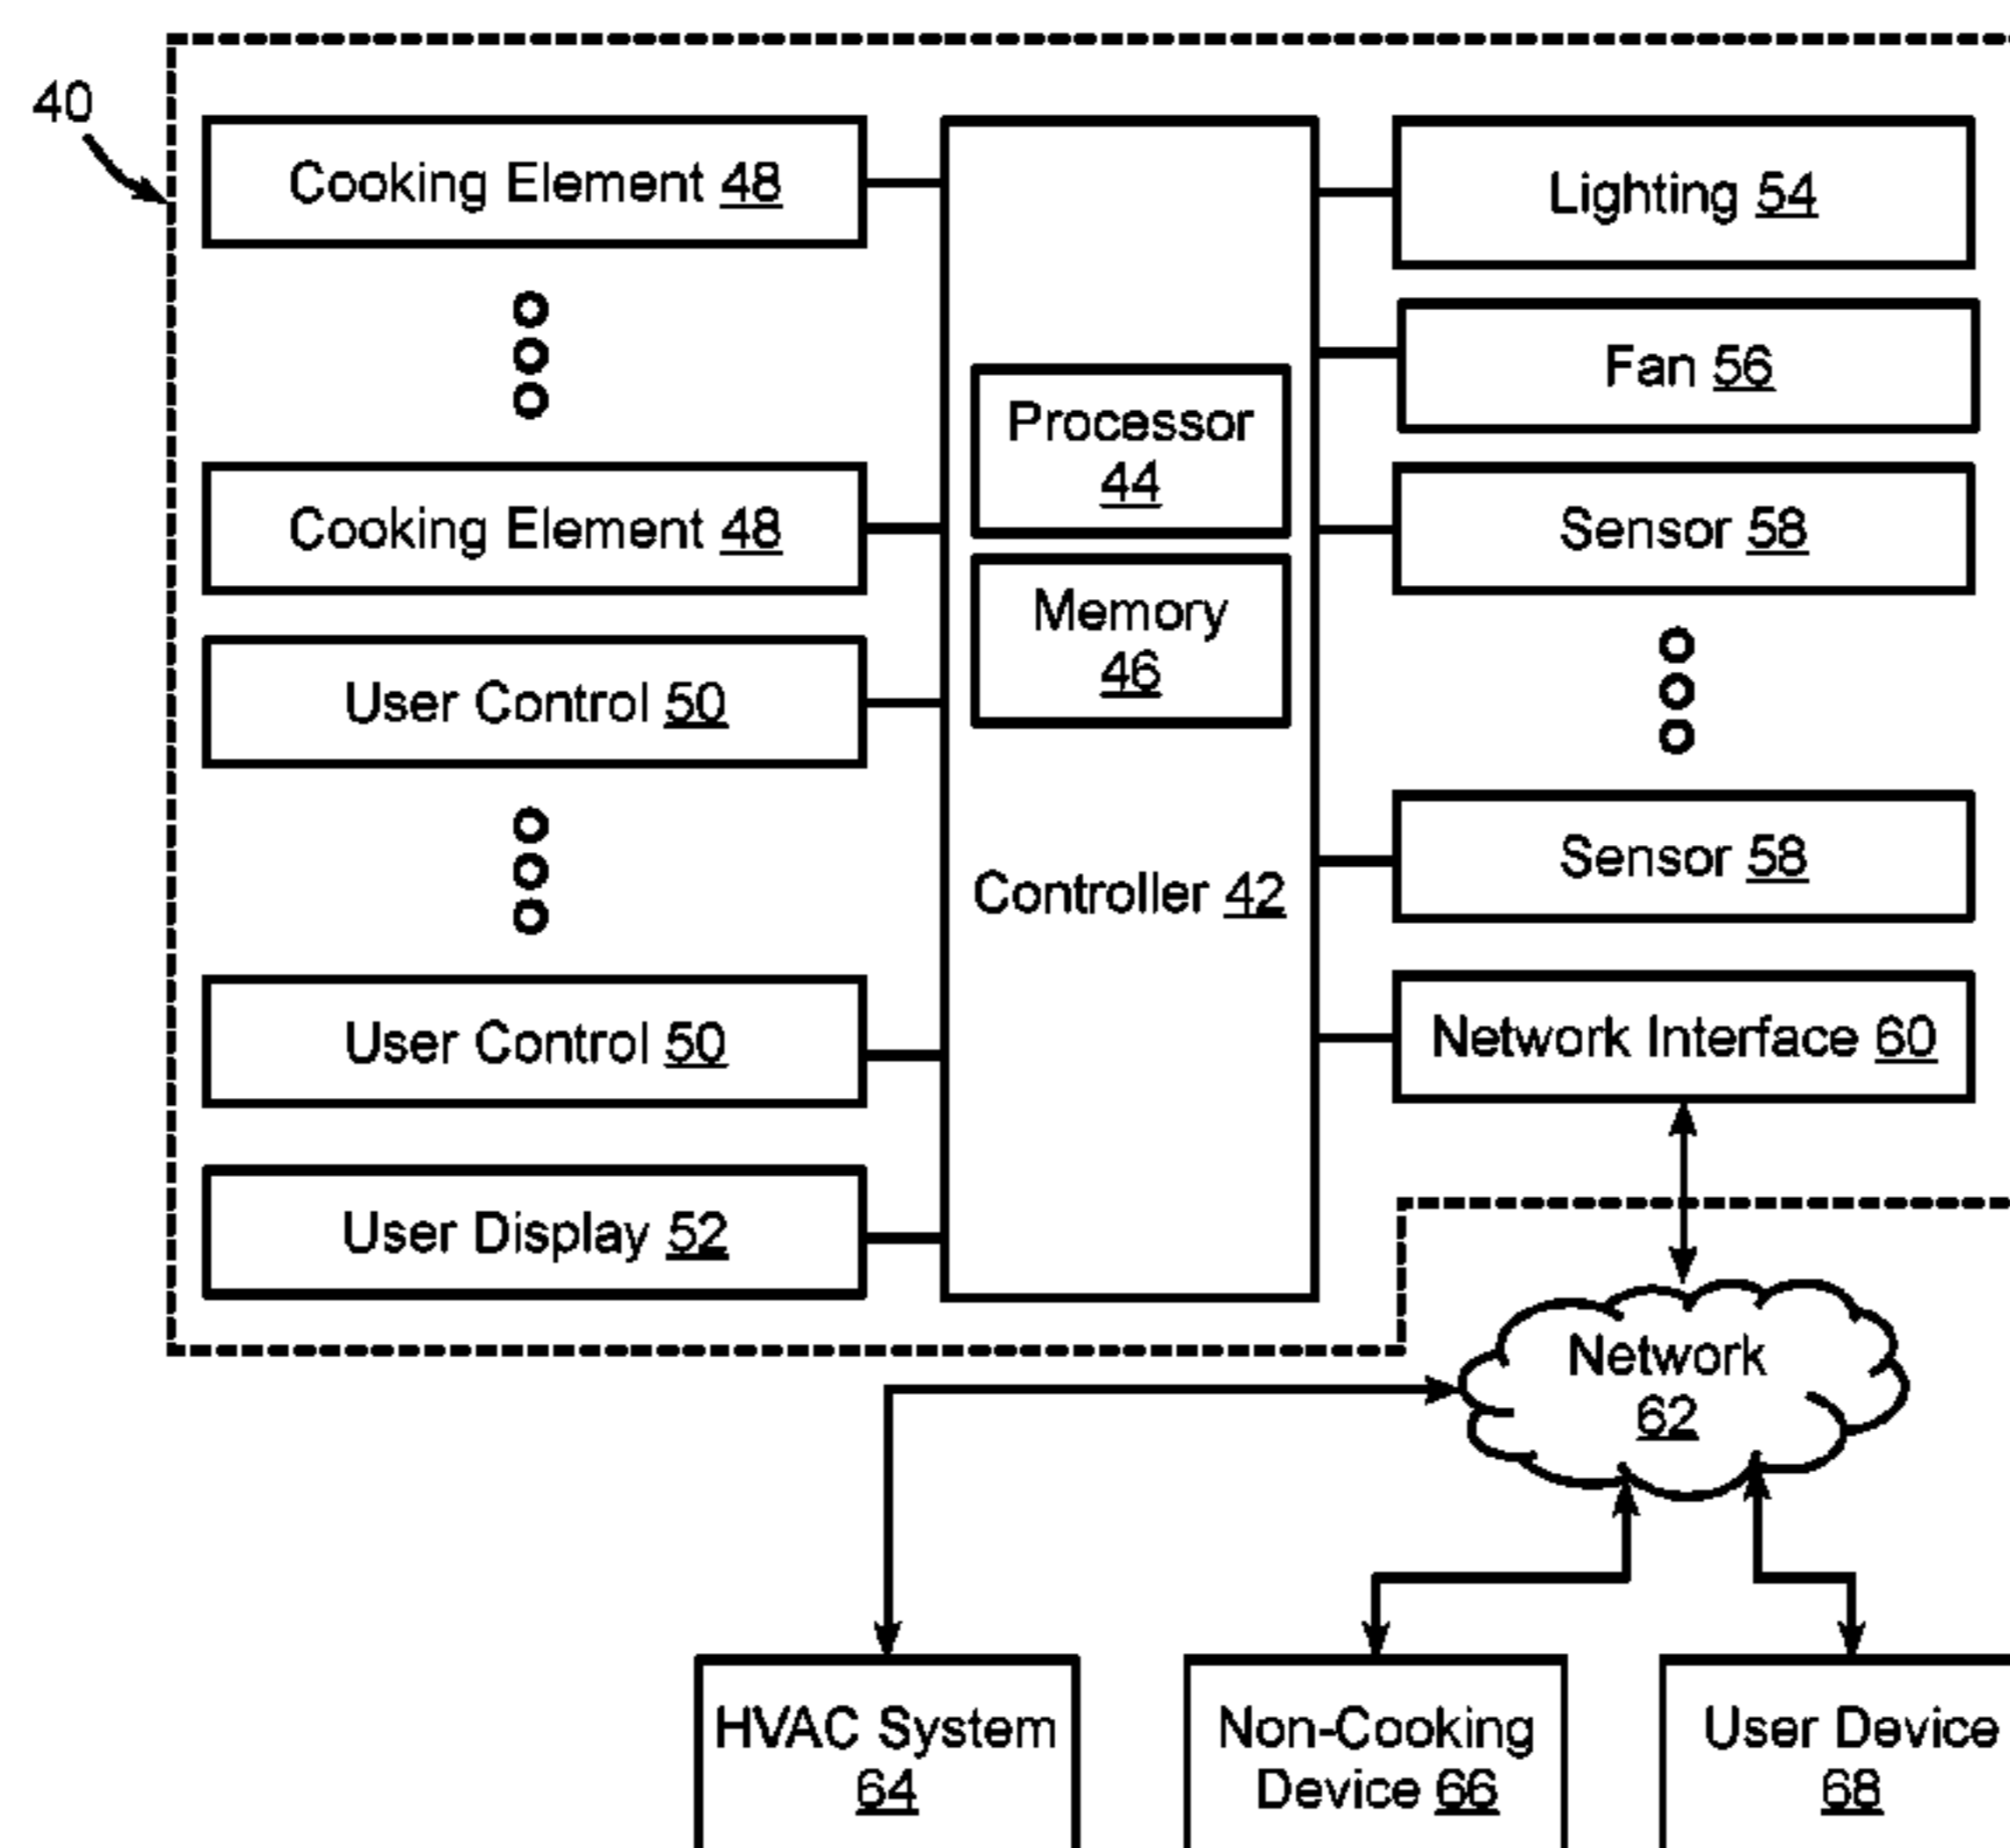 40
Cooking Element 48
Cooking Element 48
User Control 50
User Control 50
User Display 52
Processor
44
Memory
46
Controller 42
Lighting 54
Fan 56
Sensor 58
Sensor 58
Network Interface 60
Network
62
HVAC System
64
Non-Cooking
Device 66
User Device
68